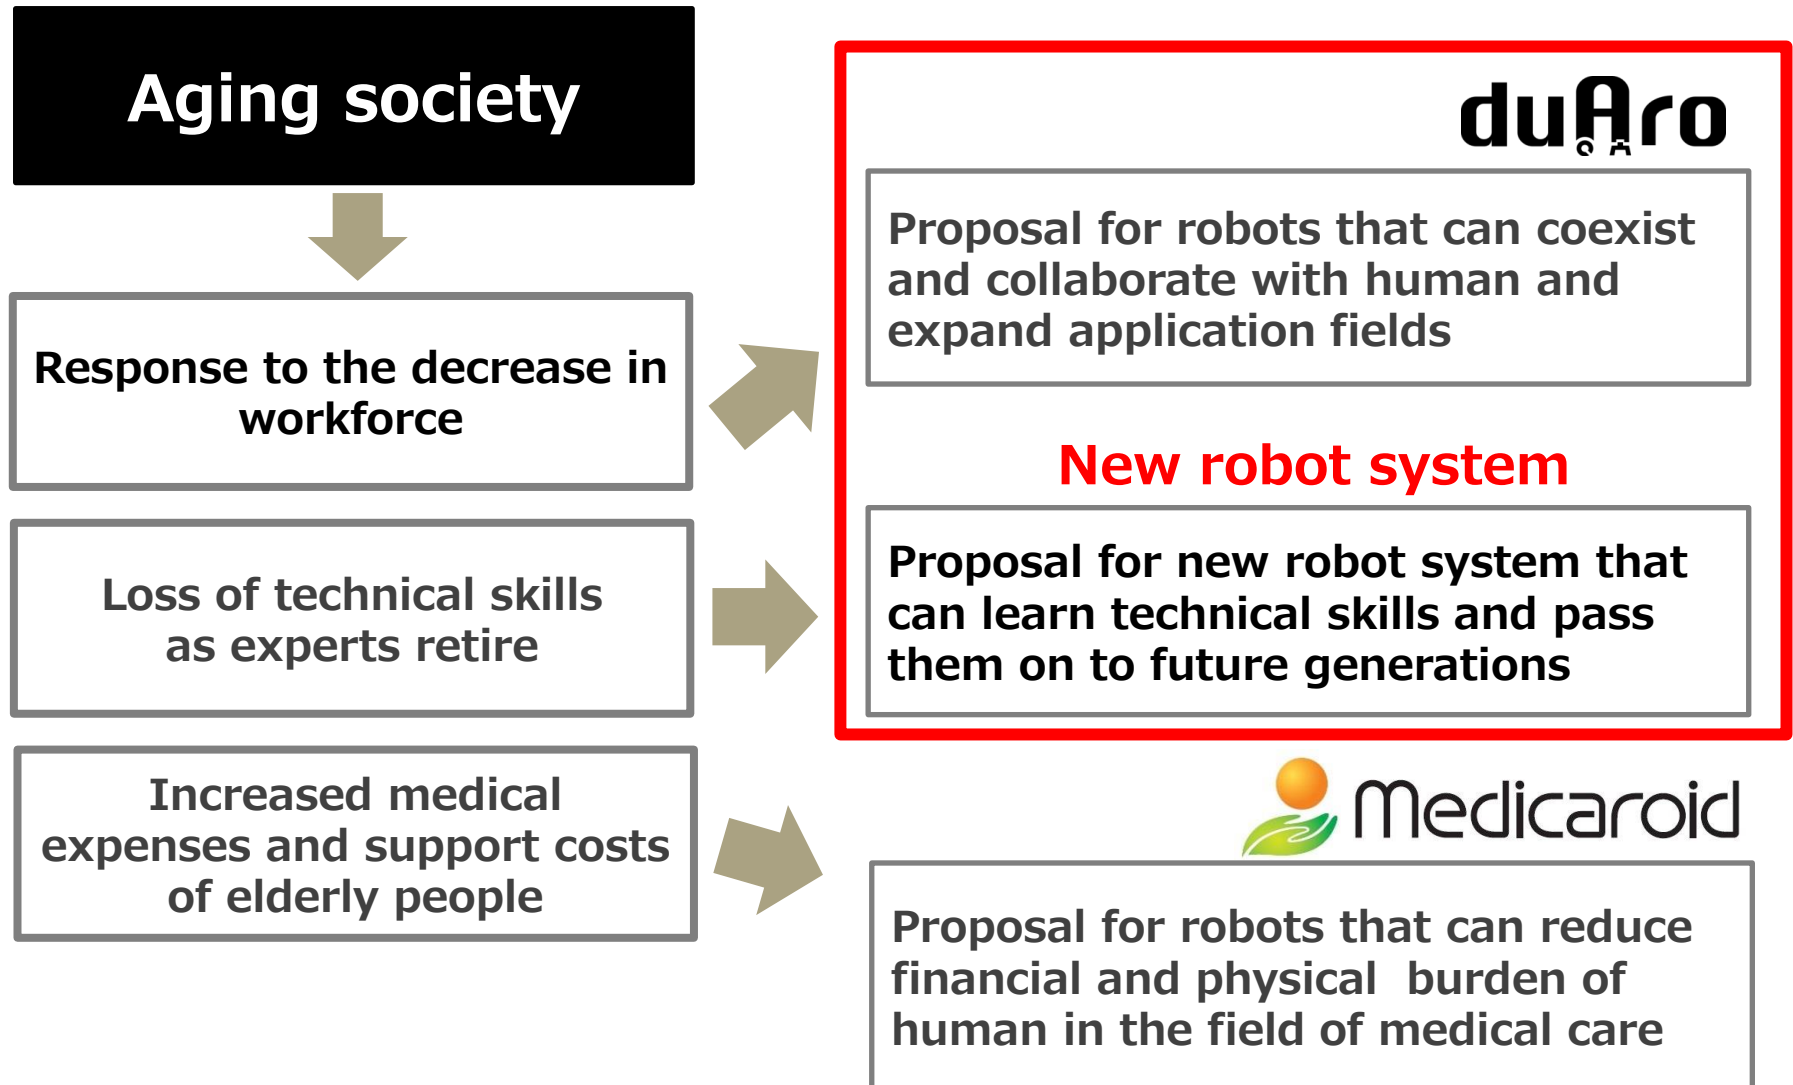 Aging society
Response to the decrease in
workforce
Loss of technical skills
as experts retire
Increased medical
expenses and support costs
of elderly people
duAro
Proposal for robots that can coexist
and collaborate with human and
expand application fields
New robot system
Proposal for new robot system that
can learn technical skills and pass
them on to future generations
Medicaroid
Proposal for robots that can reduce
financial and physical burden of
human in the field of medical care